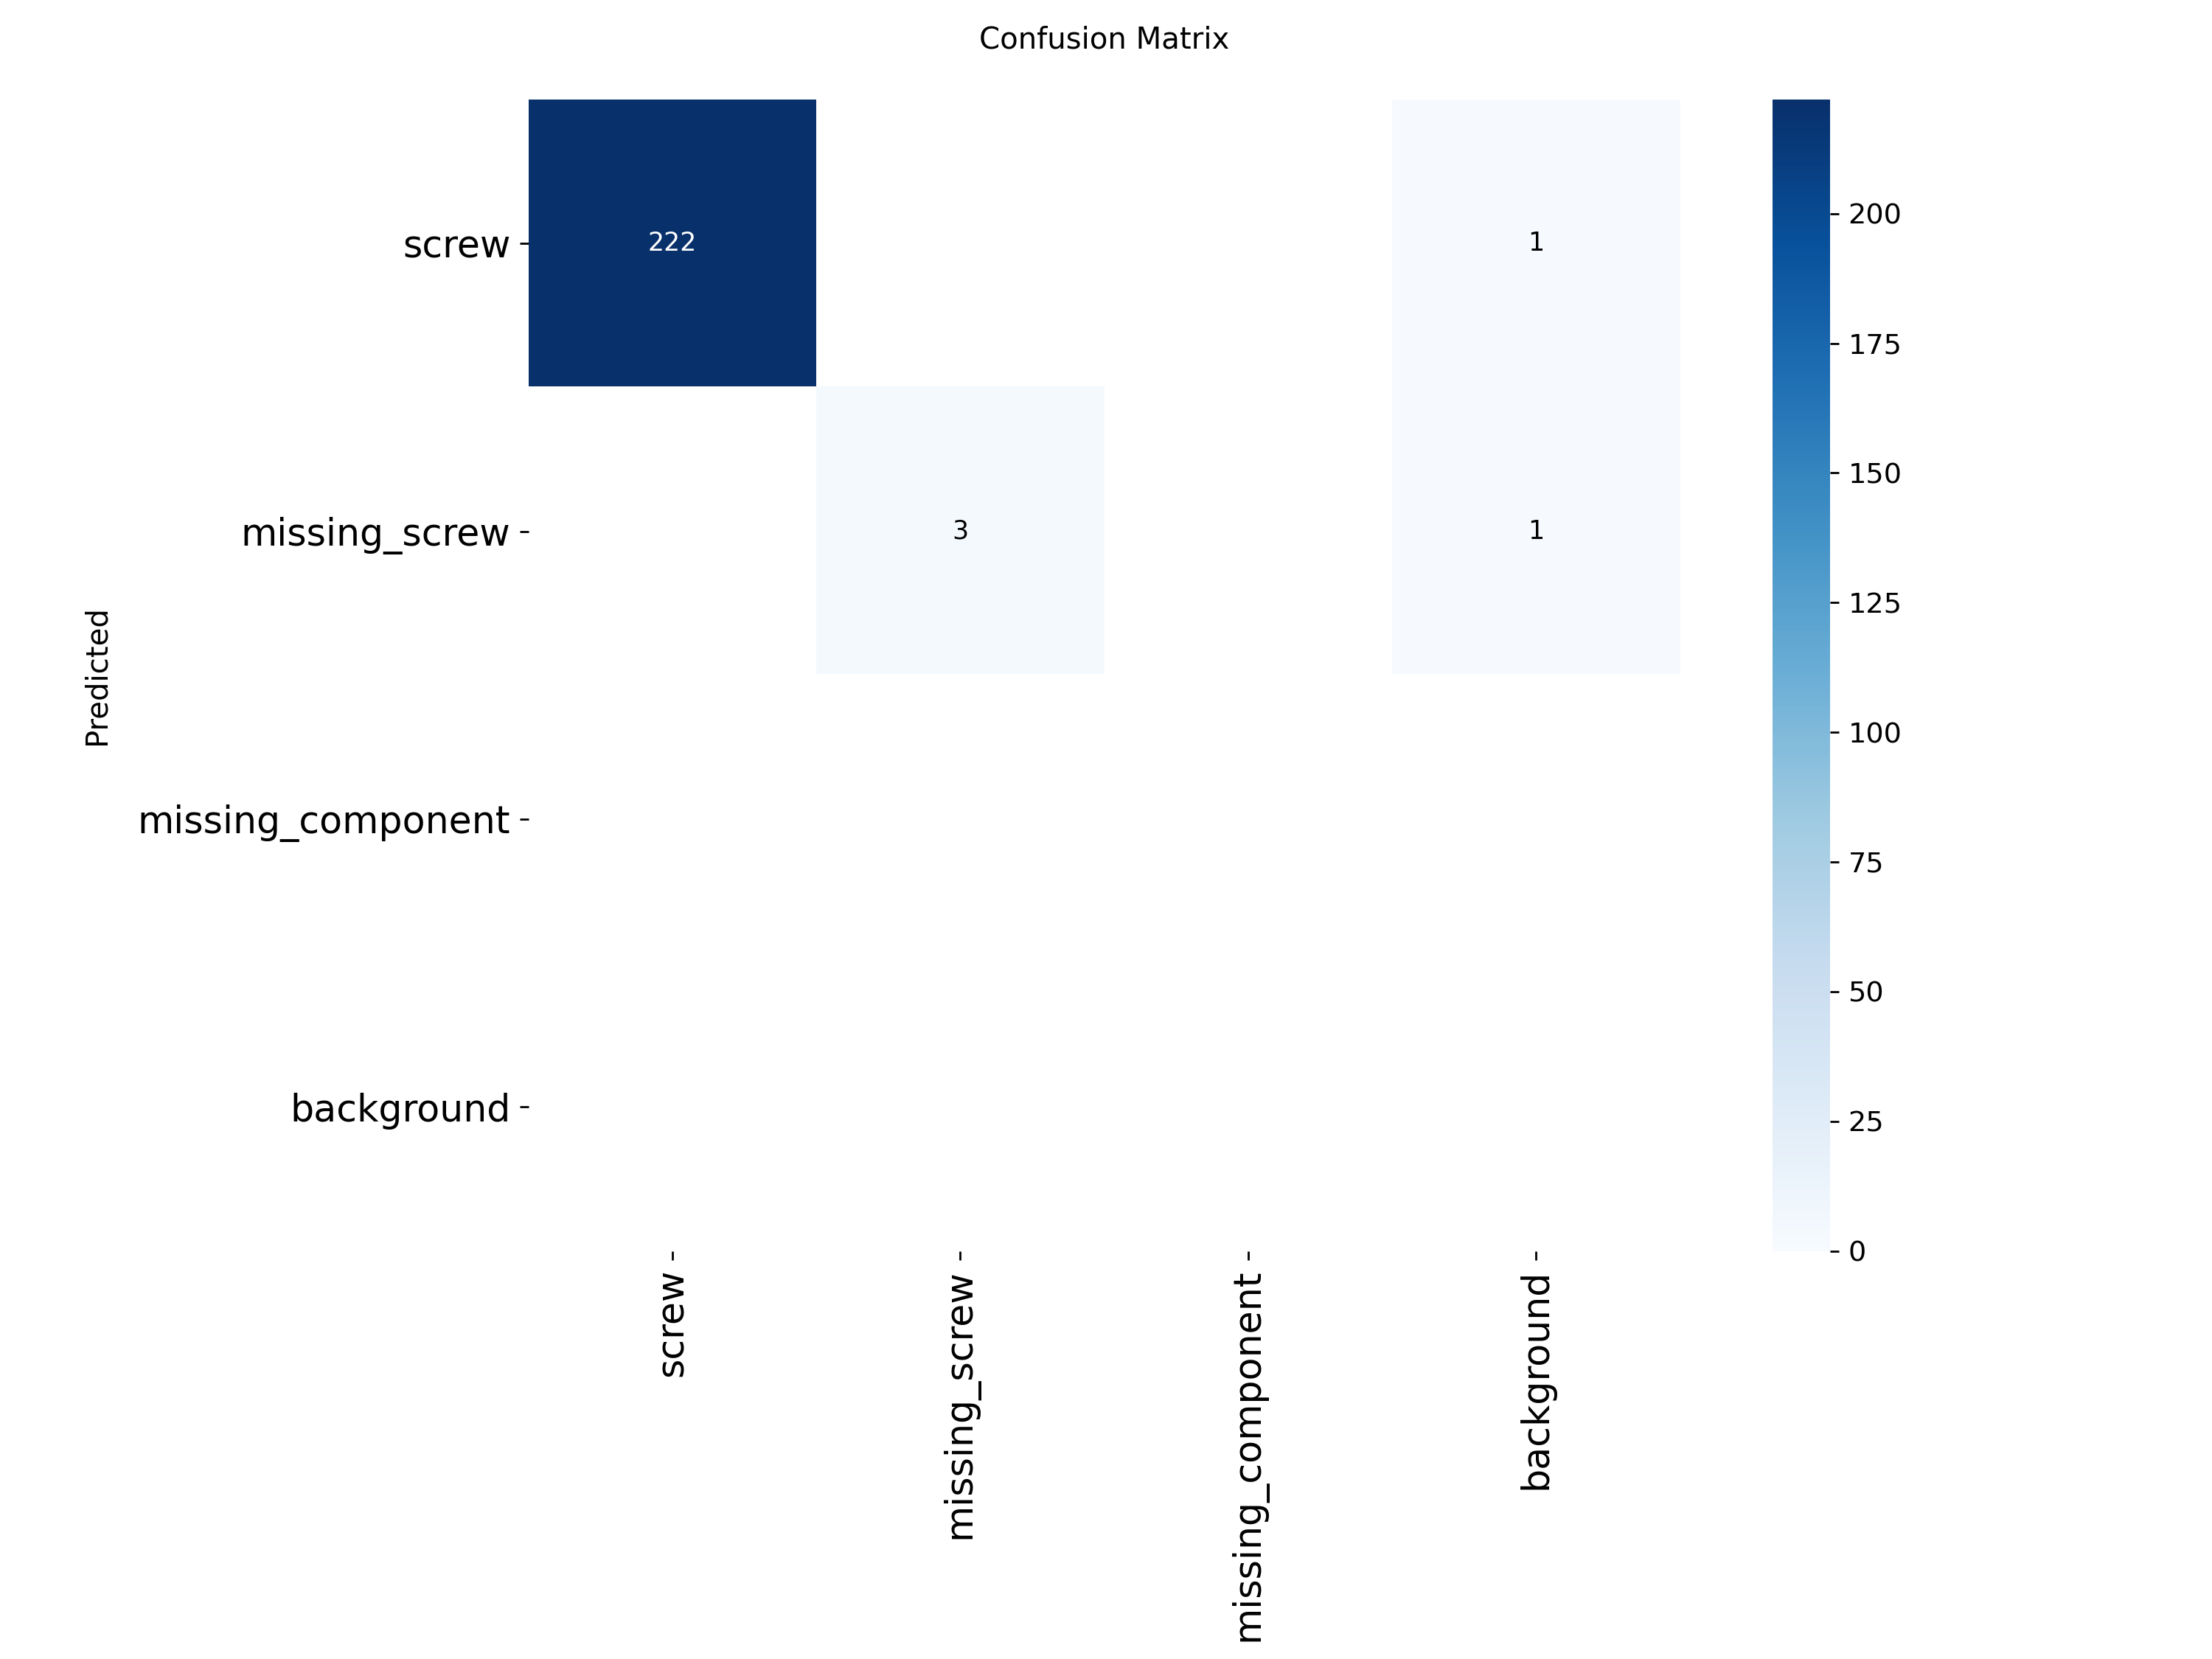 Confusion Matrix
screw
222
1
200
175
missing_screw
3
1
150
125
Predicted
100
missing_component
75
50
background
25
0
screw
missing_screw
missing_component
background